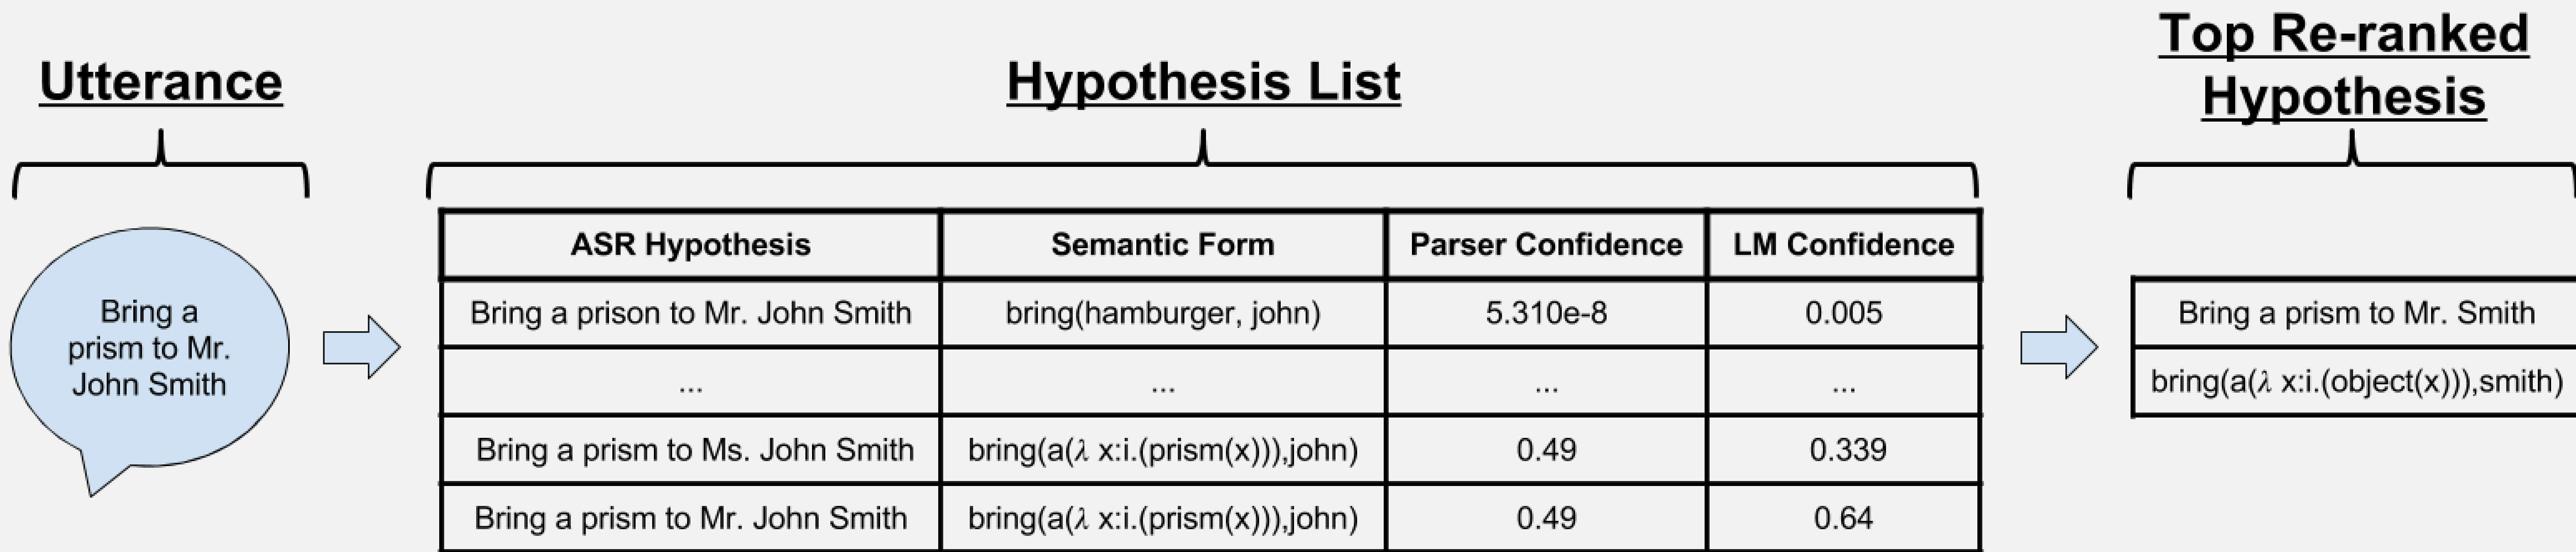 Utterance
Bring a
prism to Mr.
John Smith
Hypothesis List
ASR Hypothesis Semantic Form Parser Confidence LM Confidence
Bring a prison to Mr. John Smith bring(hamburger, john) 5.310e-8 0.005
... ... ... ...
Bring a prism to Ms. John Smith bring(a(λ x:i.(prism(x))),john) 0.49 0.339
Bring a prism to Mr. John Smith bring(a(λ x:i.(prism(x))),john) 0.49 0.64
Top Re-ranked
Hypothesis
Bring a prism to Mr. Smith
bring(a(λ x:i.(object(x))),smith)